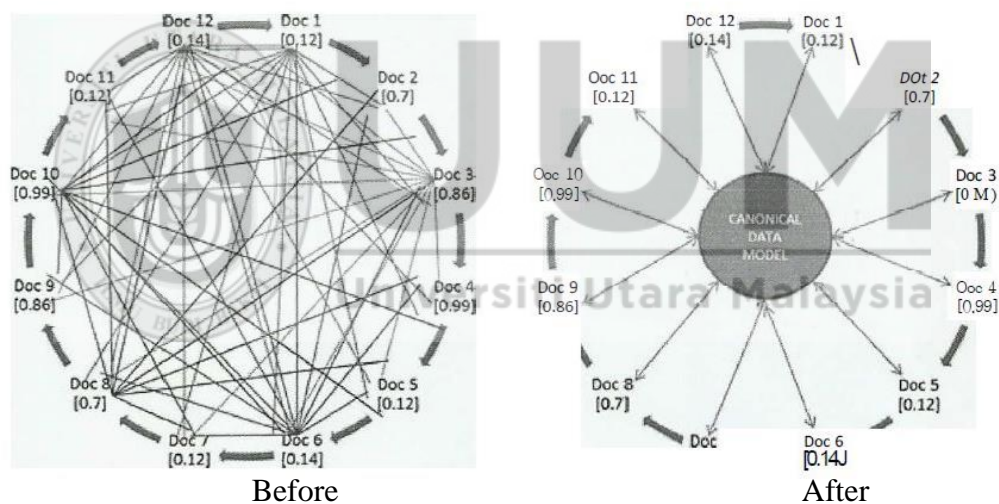 Doc 12
[0.14]
Doc 1
[0.12]
Doc 2
[0.7]
Doc 3
[0.86]
Doc 4
[0.99]
Doc 5
[0.12]
Doc 6
[0.14]
Doc 7
[0.12]
Doc 8
[0.7]
Doc 9
[0.86]
Doc 10
[0.99]
Doc 11
[0.12]
Before
Doc 12
[0.14]
Doc 1
[0.12]
DOt 2
[0.7]
Doc 3
[0 M)
Ooc 4
[0,99]
Doc 5
[0.12]
Doc 6
[0.14J
Doc
Doc 8
[0.7]
Doc 9
[0.86]
Ooc 10
[0.99]
Ooc 11
[0.12]
CANONICAL
DATA
MODEL
After
UUM
Universiti Utara Malaysia